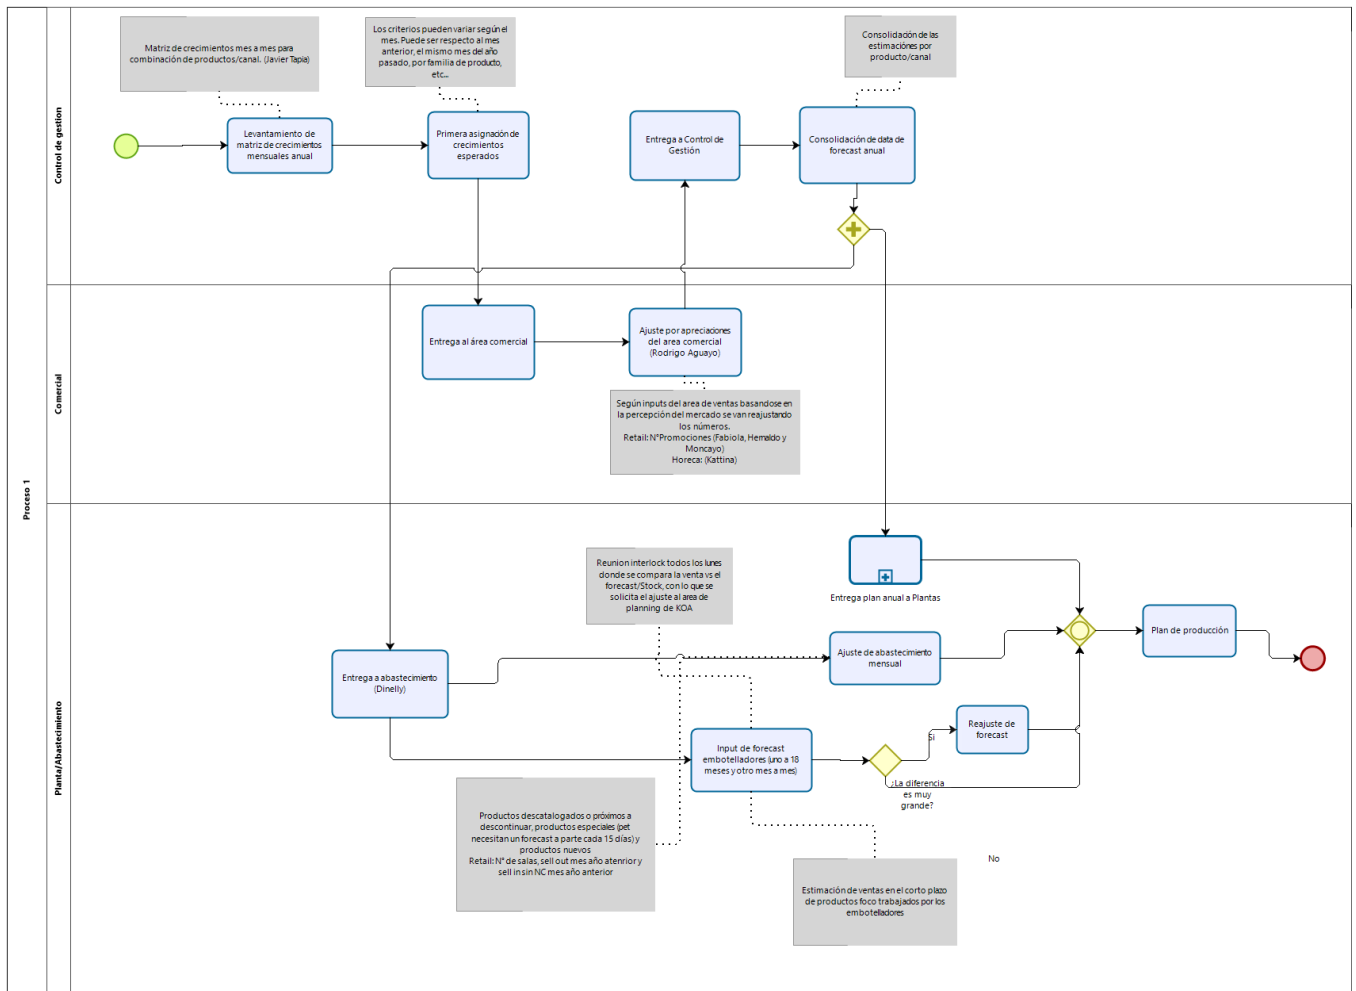 Proceso 1
Control de gestion
Matriz de crecimientos mes a mes para
combinación de productos/canal. (Javier Tapia)
Los criterios pueden variar según el
mes. Puede ser respecto al mes
anterior, el mismo mes del año
pasado, por familia de producto,
etc...
Consolidación de las
estimaciónes por
producto/canal
Levantamiento de
matriz de crecimientos
mensuales anual
Primera asignación de
crecimientos
esperados
Entrega a Control de
Gestión
Consolidación de data de
forecast anual
Comercial
Entrega al área comercial
Ajuste por apreciaciones
del area comercial
(Rodrigo Aguayo)
Según inputs del area de ventas basandose en
la percepción del mercado se van reajustando
los números.
Retail: N°Promociones (Fabiola, Hernaldo y
Moncayo)
Horeca: (Kattina)
Planta/Abastecimiento
Reunion interlock todos los lunes
donde se compara la venta vs el
forecast/Stock, con lo que se
solicita el ajuste al area de
planning de KOA
Entrega plan anual a Plantas
Plan de producción
Ajuste de abastecimiento
mensual
Entrega a abastecimiento
(Dinelly)
Input de forecast
embotelladores (uno a 18
meses y otro mes a mes)
Si
Reajuste de
forecast
¿La diferencia
es muy
grande?
Productos descatalogados o próximos a
descontinuar, productos especiales (pet
necesitan un forecast a parte cada 15 días) y
productos nuevos
Retail: N° de salas, sell out mes año atenrior y
sell in sin NC mes año anterior
No
Estimación de ventas en el corto plazo
de productos foco trabajados por los
embotelladores